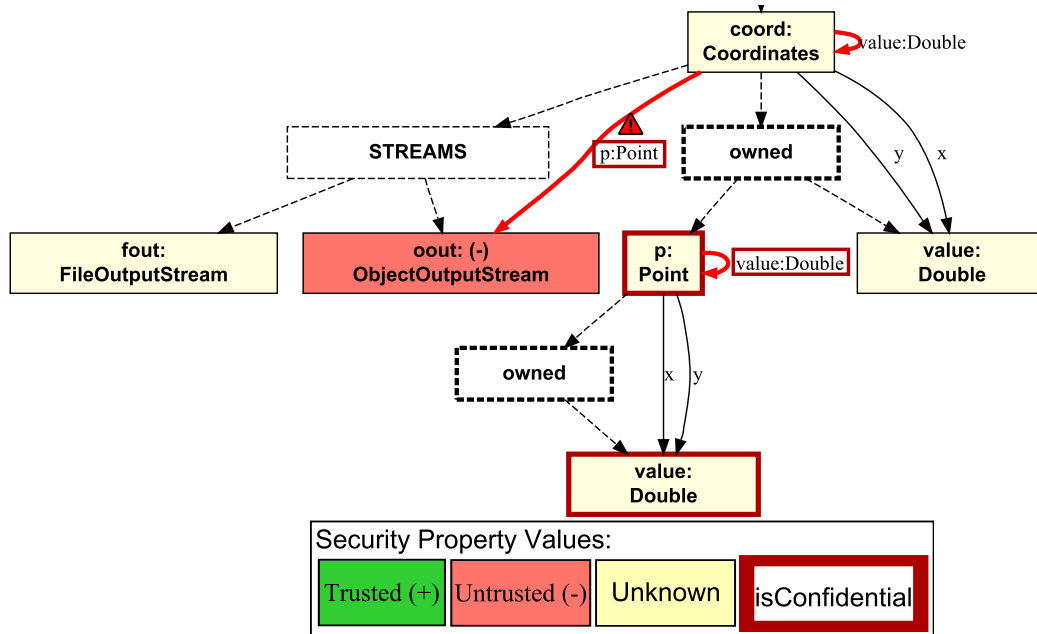 coord:
Coordinates
value:Double
STREAMS
p:Point
owned
y
x
fout:
FileOutputStream
oout: (-)
ObjectOutputStream
p:
Point
value:Double
value:
Double
owned
x
y
value:
Double
Security Property Values:
Trusted (+)
Untrusted (-)
Unknown
isConfidential